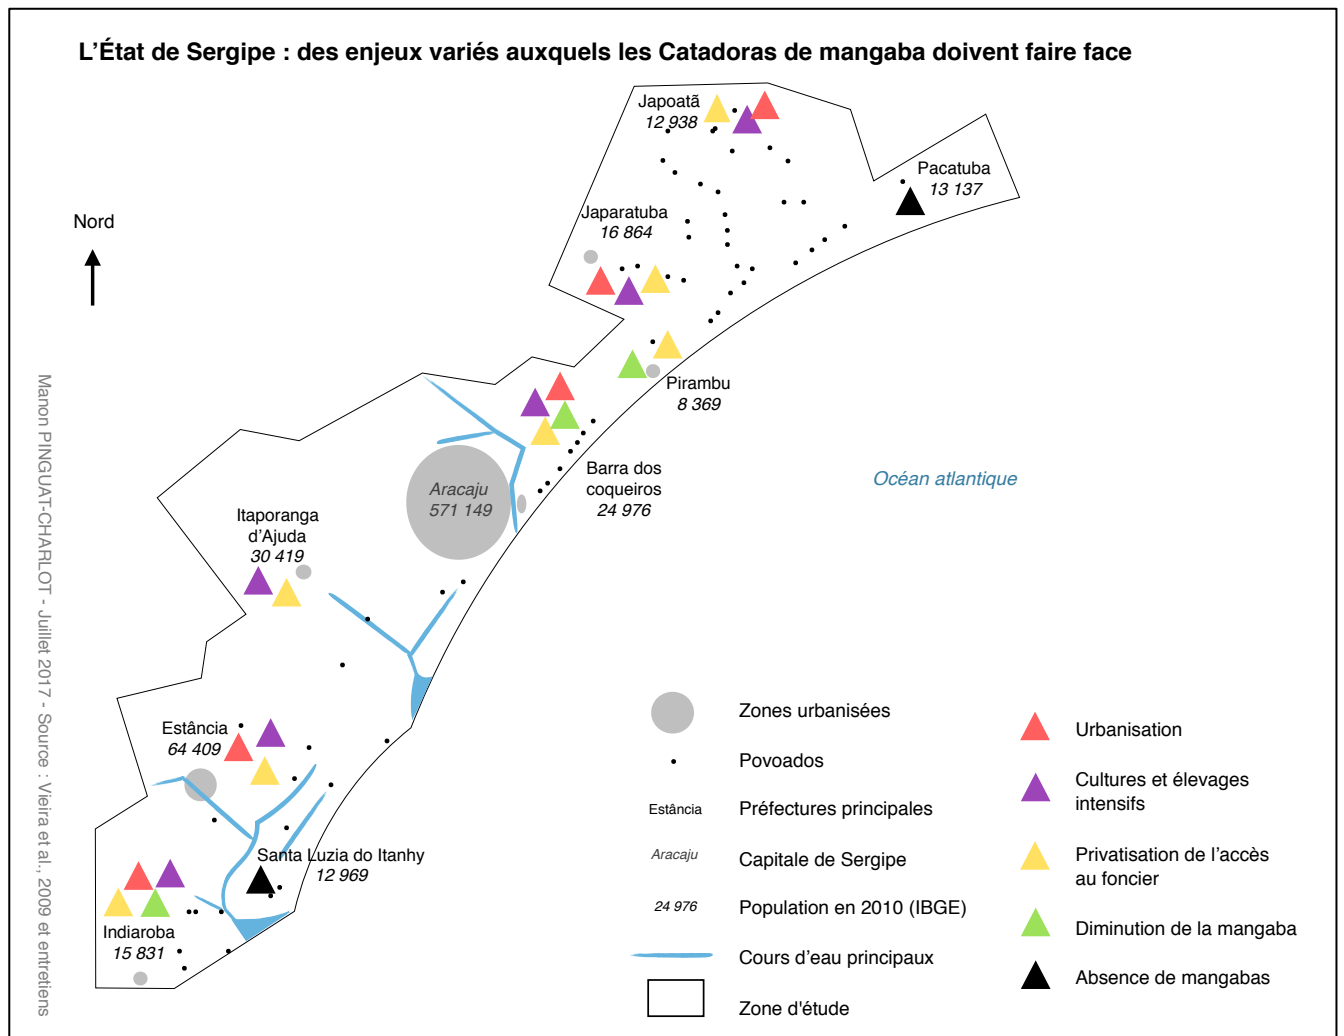 L'État de Sergipe : des enjeux variés auxquels les Catadoras de mangaba doivent faire face
Japoatã
12 938
Pacatuba
13 137
Japaratuba
16 864
Nord
Pirambu
8 369
Barra dos
coqueiros
24 976
Océan atlantique
Aracaju
571 149
Itaporanga
d'Ajuda
30 419
Estância
64 409
Santa Luzia do Itanhy
12 969
Indiaroba
15 831
Manon PINGUAT-CHARLOT - Juillet 2017 - Source : Vieira et al., 2009 et entretiens
Zones urbanisées
Povoados
Estância
Préfectures principales
Aracaju
Capitale de Sergipe
24 976
Population en 2010 (IBGE)
Cours d'eau principaux
Zone d'étude
Urbanisation
Cultures et élevages
intensifs
Privatisation de l'accès
au foncier
Diminution de la mangaba
Absence de mangabas